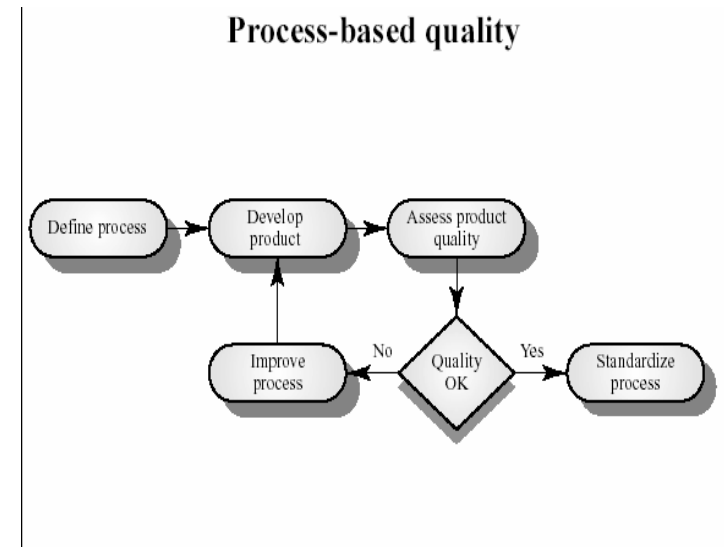 Process-based quality
Define process
Develop
product
Assess product
quality
Improve
process
No
Quality
OK
Yes
Standardize
process